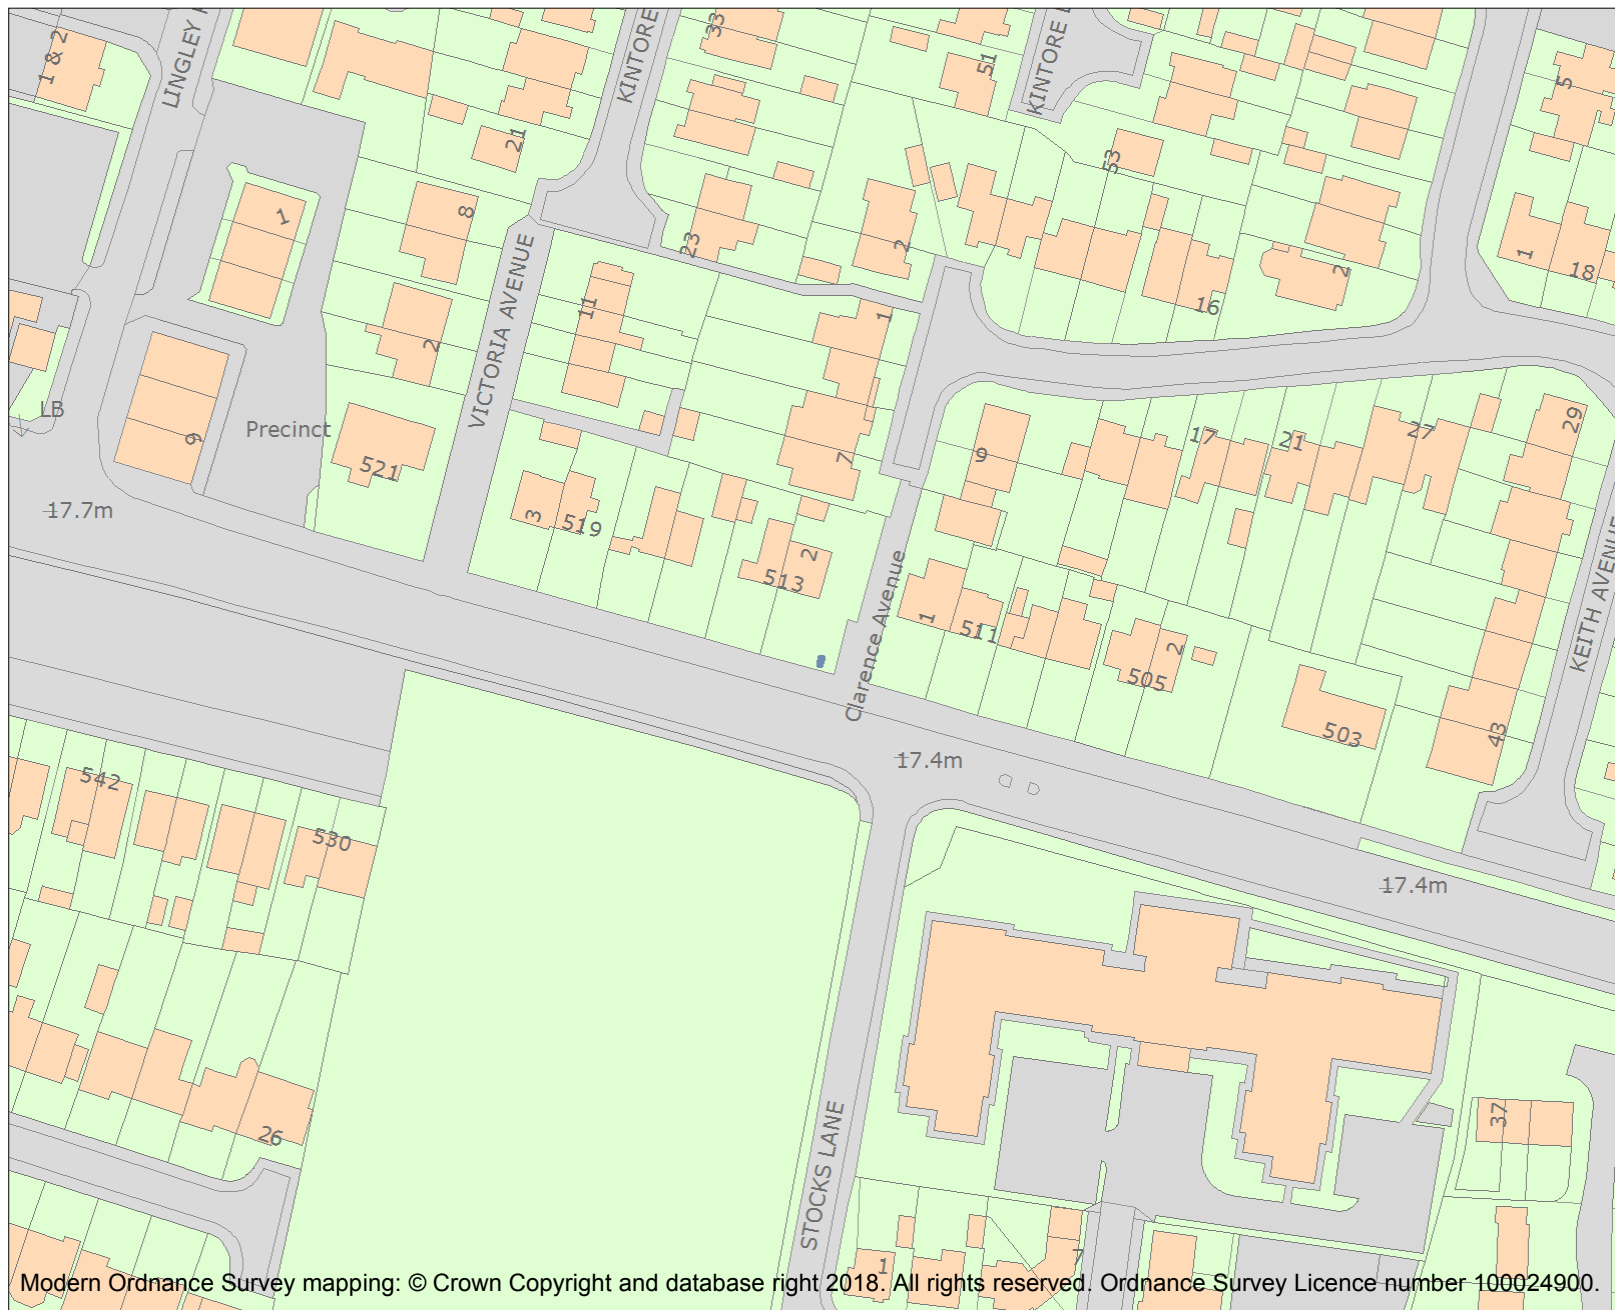 1 & 2
LINGLEY
KINTORE
33
51
KINTORE
5
21
53
1
8
23
2
VICTORIA AVENUE
11
2
1
16
2
1
18
LB
9
Precinct
521
7
9
17
21
27
29
17.7m
3
519
513
2
Clarence Avenue
1
511
505
2
503
43
KEITH AVENUE
17.4m
542
530
17.4m
26
37
STOCKS LANE
1
7
Modern Ordnance Survey mapping: © Crown Copyright and database right 2018. All rights reserved. Ordnance Survey Licence number 100024900.